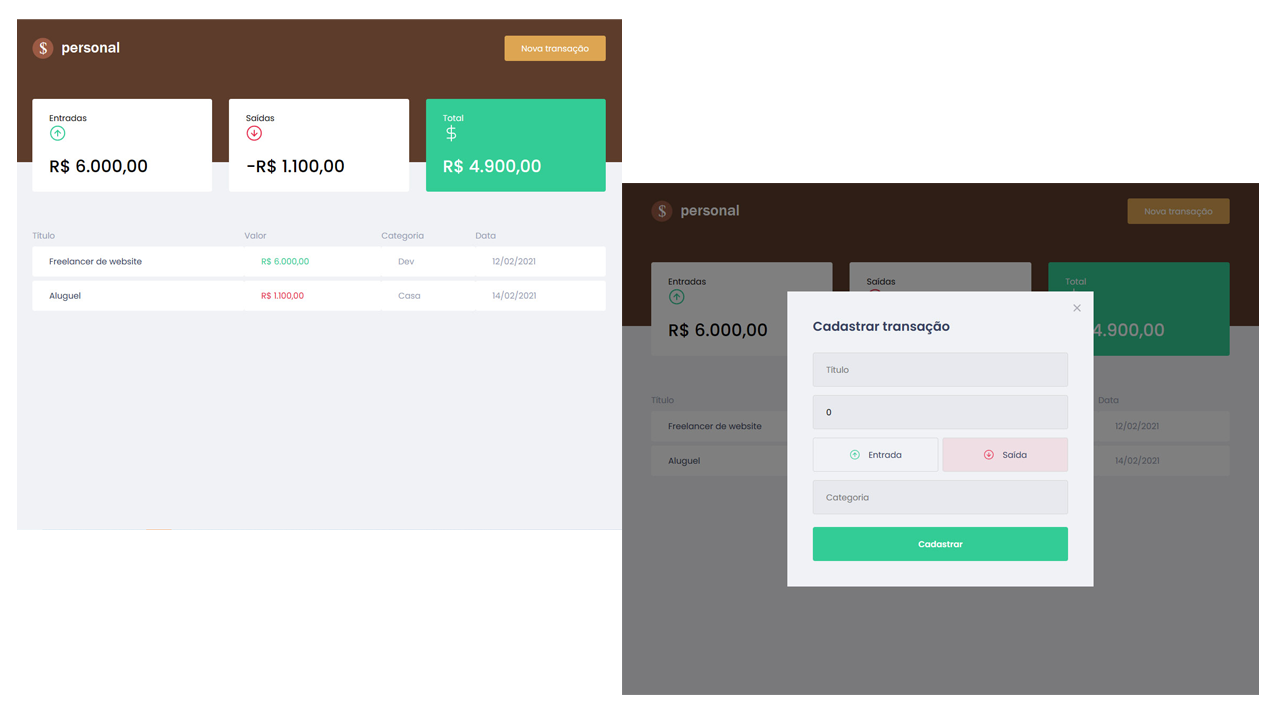 $ personal
Nova transação
Entradas
R$ 6.000,00
Saídas
-R$ 1.100,00
Total
$
R$ 4.900,00
Título Valor Categoria Data
Freelancer de website R$ 6.000,00 Dev 12/02/2021
Aluguel R$ 1.100,00 Casa 14/02/2021
$ personal
Nova transação
Entradas
R$ 6.000,00
Saídas
Total
4.900,00
Título Data
Freelancer de website 12/02/2021
Aluguel 14/02/2021
Cadastrar transação
Título
0
Entrada Saída
Categoria
Cadastrar